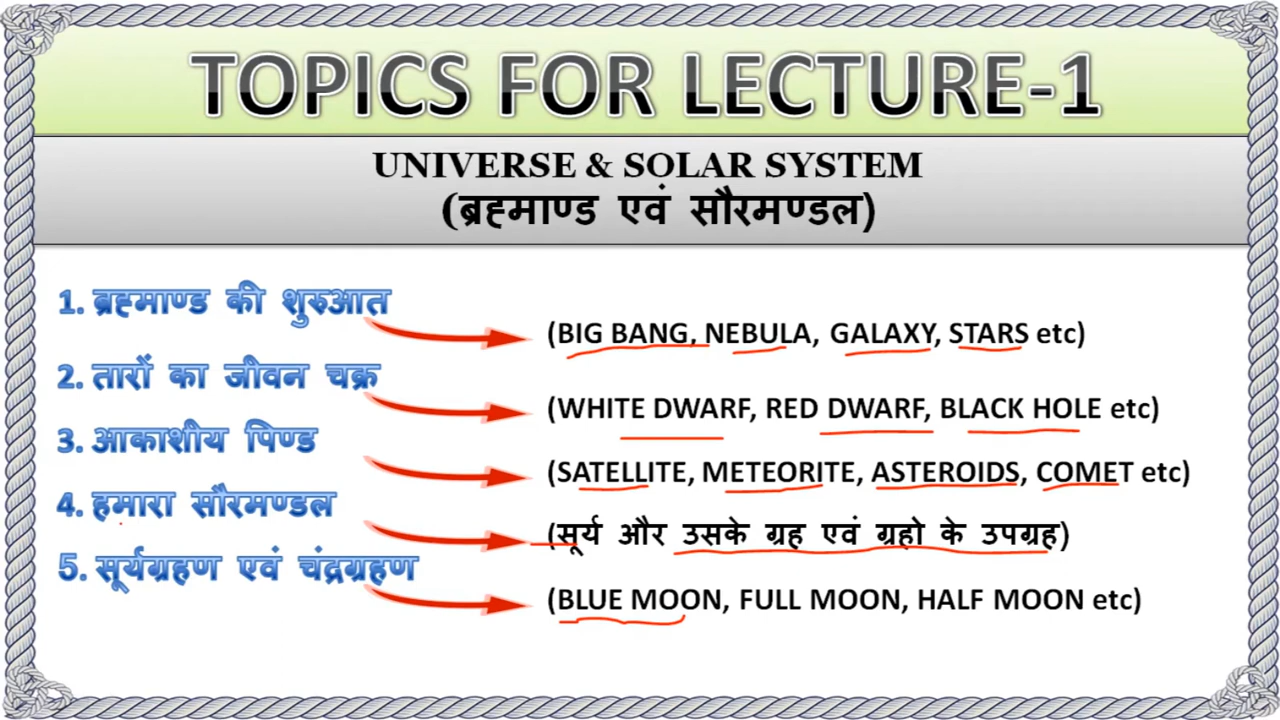 TOPICS FOR LECTURE-1
UNIVERSE & SOLAR SYSTEM
(ब्रह्माण्ड एवं सौरमण्डल)
1. ब्रह्माण्ड की शुरुआत
(BIG BANG, NEBULA, GALAXY, STARS etc)
2. तारों का जीवन चक्र
(WHITE DWARF, RED DWARF, BLACK HOLE etc)
3. आकाशीय पिण्ड
(SATELLITE, METEORITE, ASTEROIDS, COMET etc)
4. हमारा सौरमण्डल
(सूर्य और उसके ग्रह एवं ग्रहो के उपग्रह)
5. सूर्यग्रहण एवं चंद्रग्रहण
(BLUE MOON, FULL MOON, HALF MOON etc)